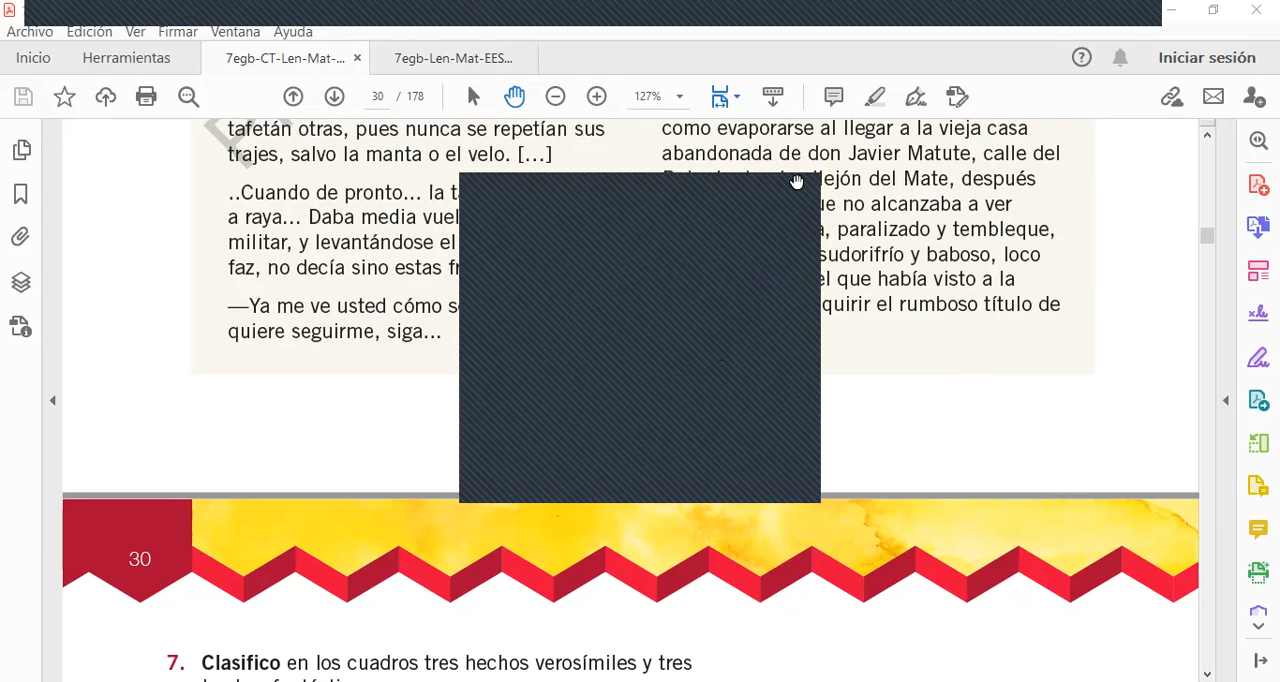 Archivo Edición Ver Firmar Ventana Ayuda
Inicio Herramientas 7egb-CT-Len-Mat-... × 7egb-Len-Mat-EES... Iniciar sesión
30 / 178 127%
tafetán otras, pues nunca se repetían sus
trajes, salvo la manta o el velo. [...]
..Cuando de pronto... la
a raya... Daba media
militar, y levantándose el
faz, no decía sino estas
—Ya me ve usted cómo
quiere seguirme, siga...
como evaporarse al llegar a la vieja casa
abandonada de don Javier Matute, calle del
del Mate, después
no alcanzaba a ver
paralizado y tembleque,
sudorifrío y baboso, loco
el que había visto a la
el rumboso título de
30
7. Clasifico en los cuadros tres hechos verosímiles y tres